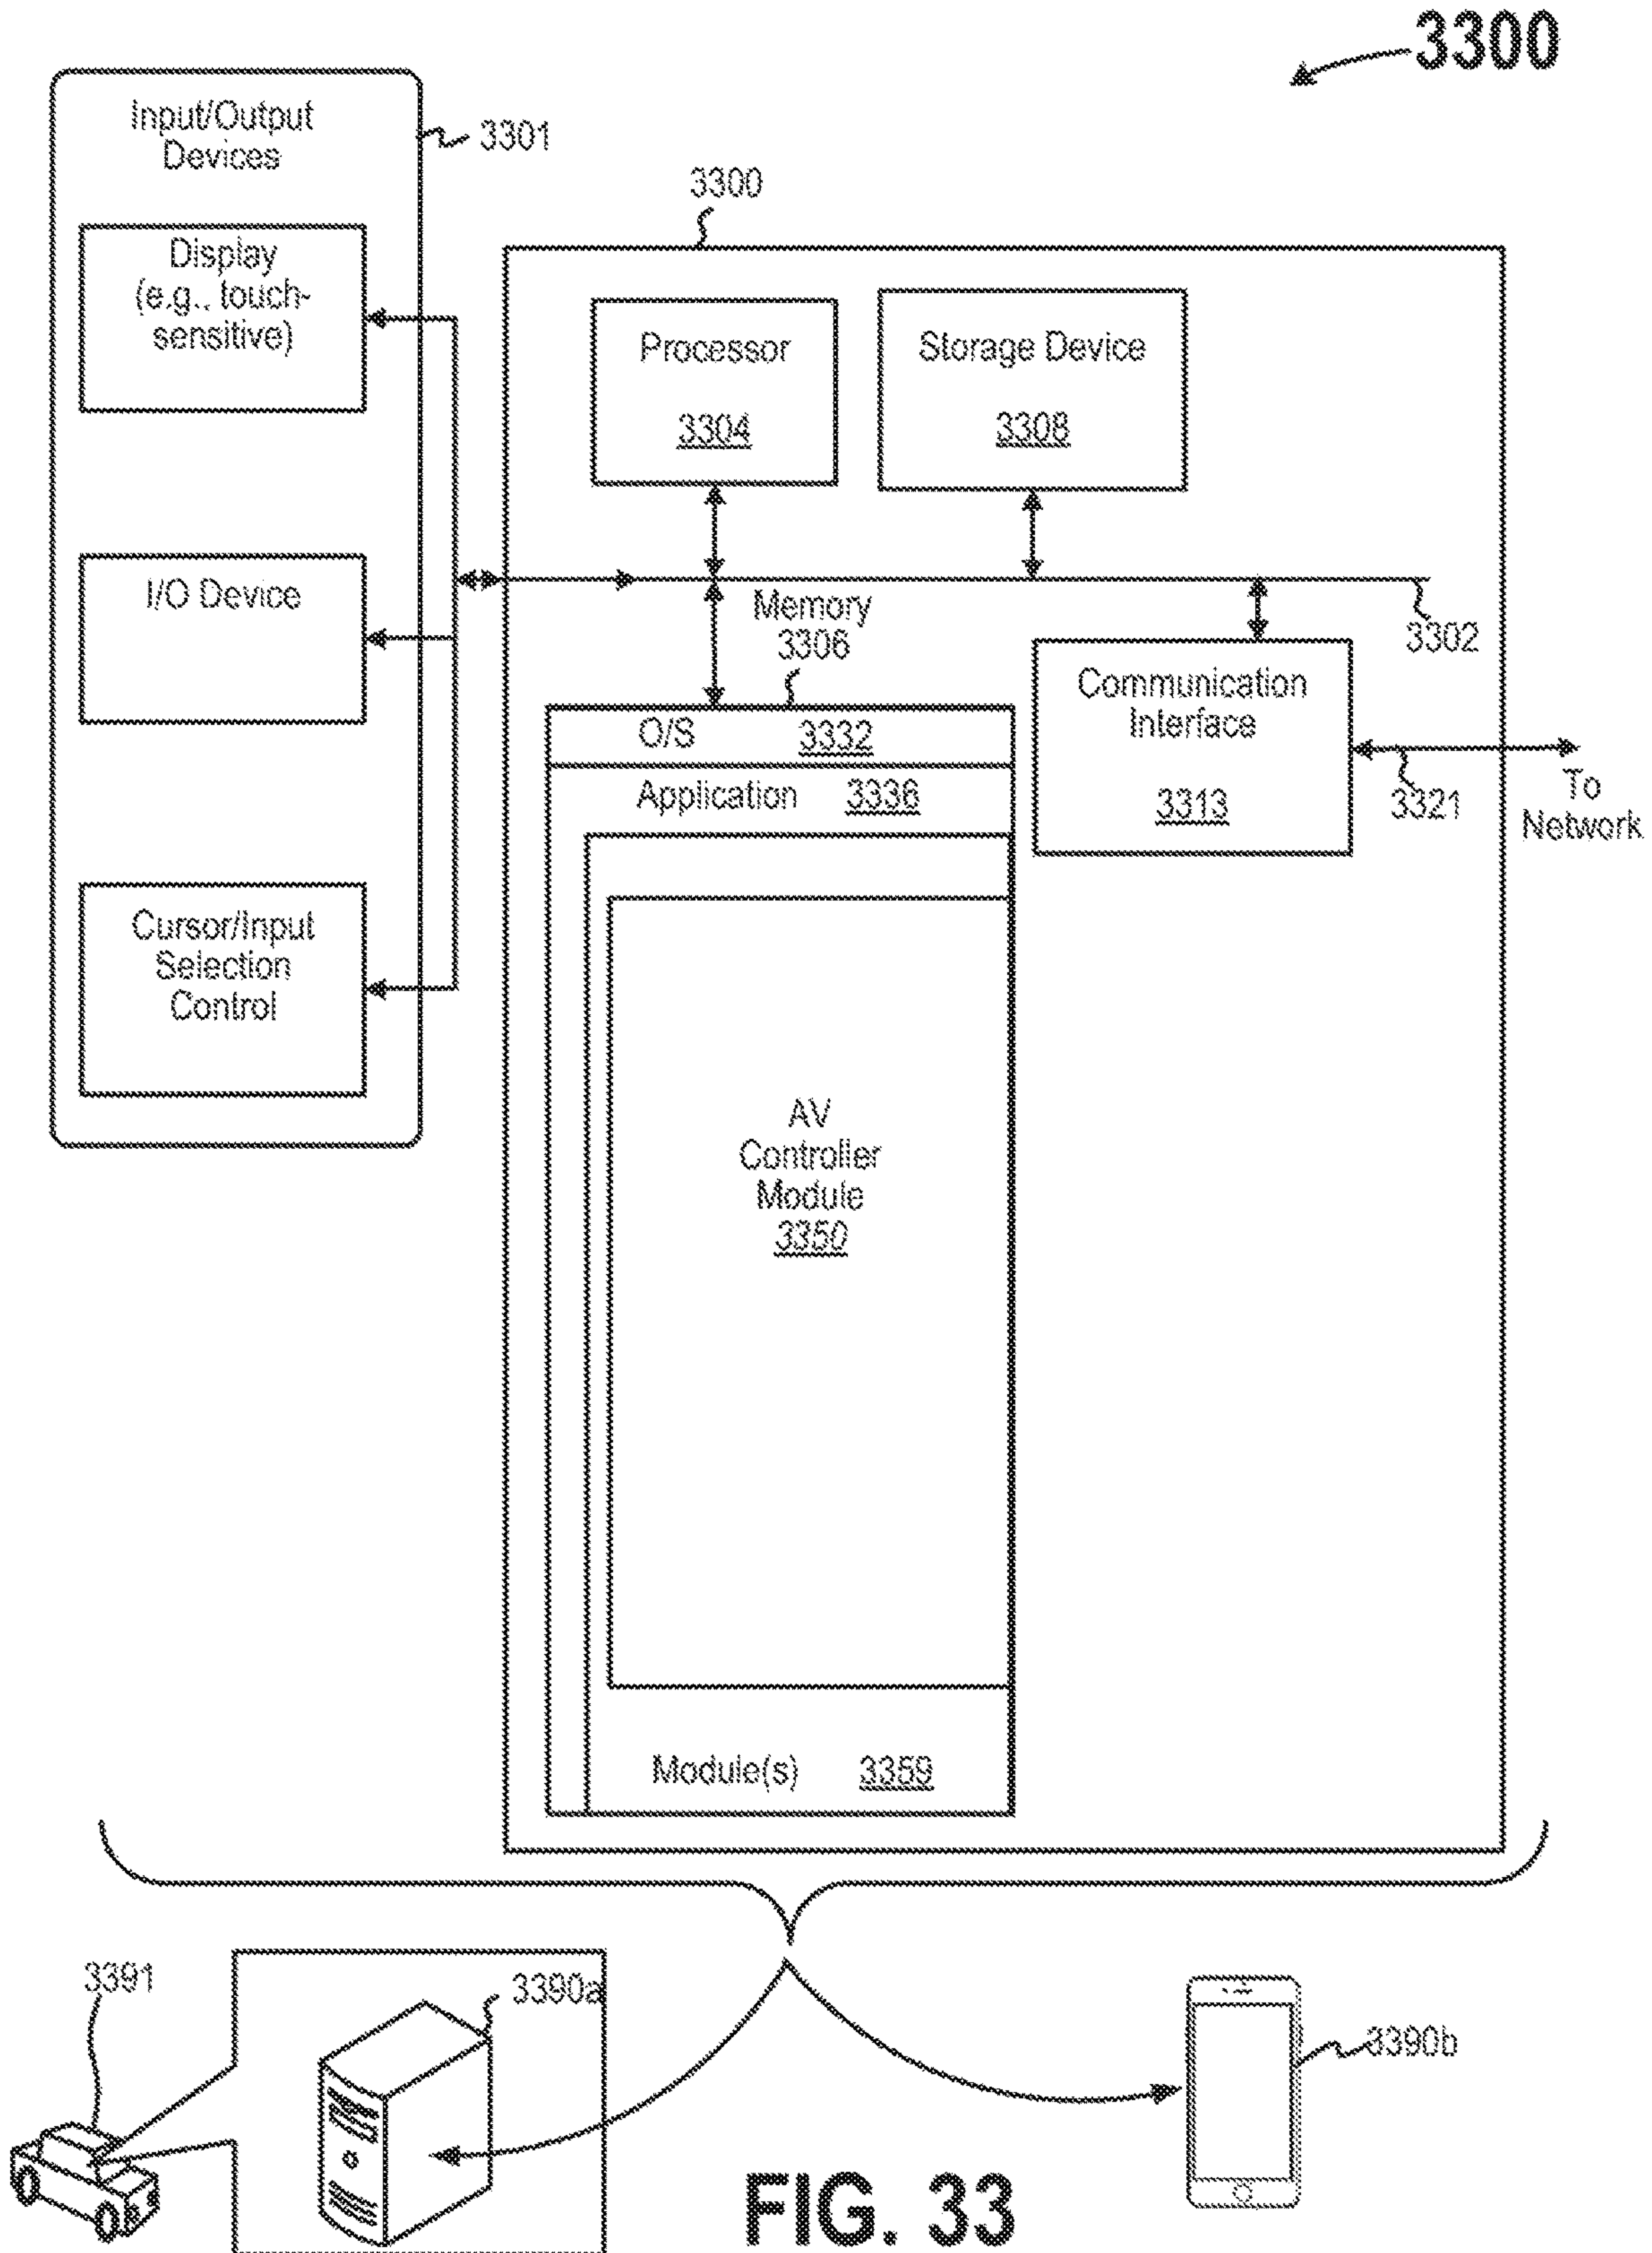 3300
Input/Output
Devices
3301
Display
(e.g., touch-
sensitive)
I/O Device
Cursor/Input
Selection
Control
3300
Processor
3304
Storage Device
3308
Memory
3306
3302
O/S 3332
Application 3336
Communication
Interface
3313
3321
To
Network
AV
Controller
Module
3350
Module(s) 3359
3391
3390a
3390b
FIG. 33